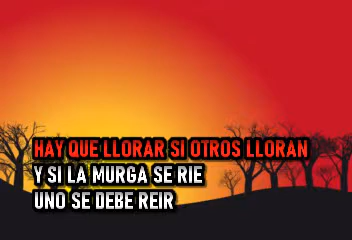 HAY QUE LLORAR SI OTROS LLORAN
Y SI LA MURGA SE RIE
UNO SE DEBE REIR